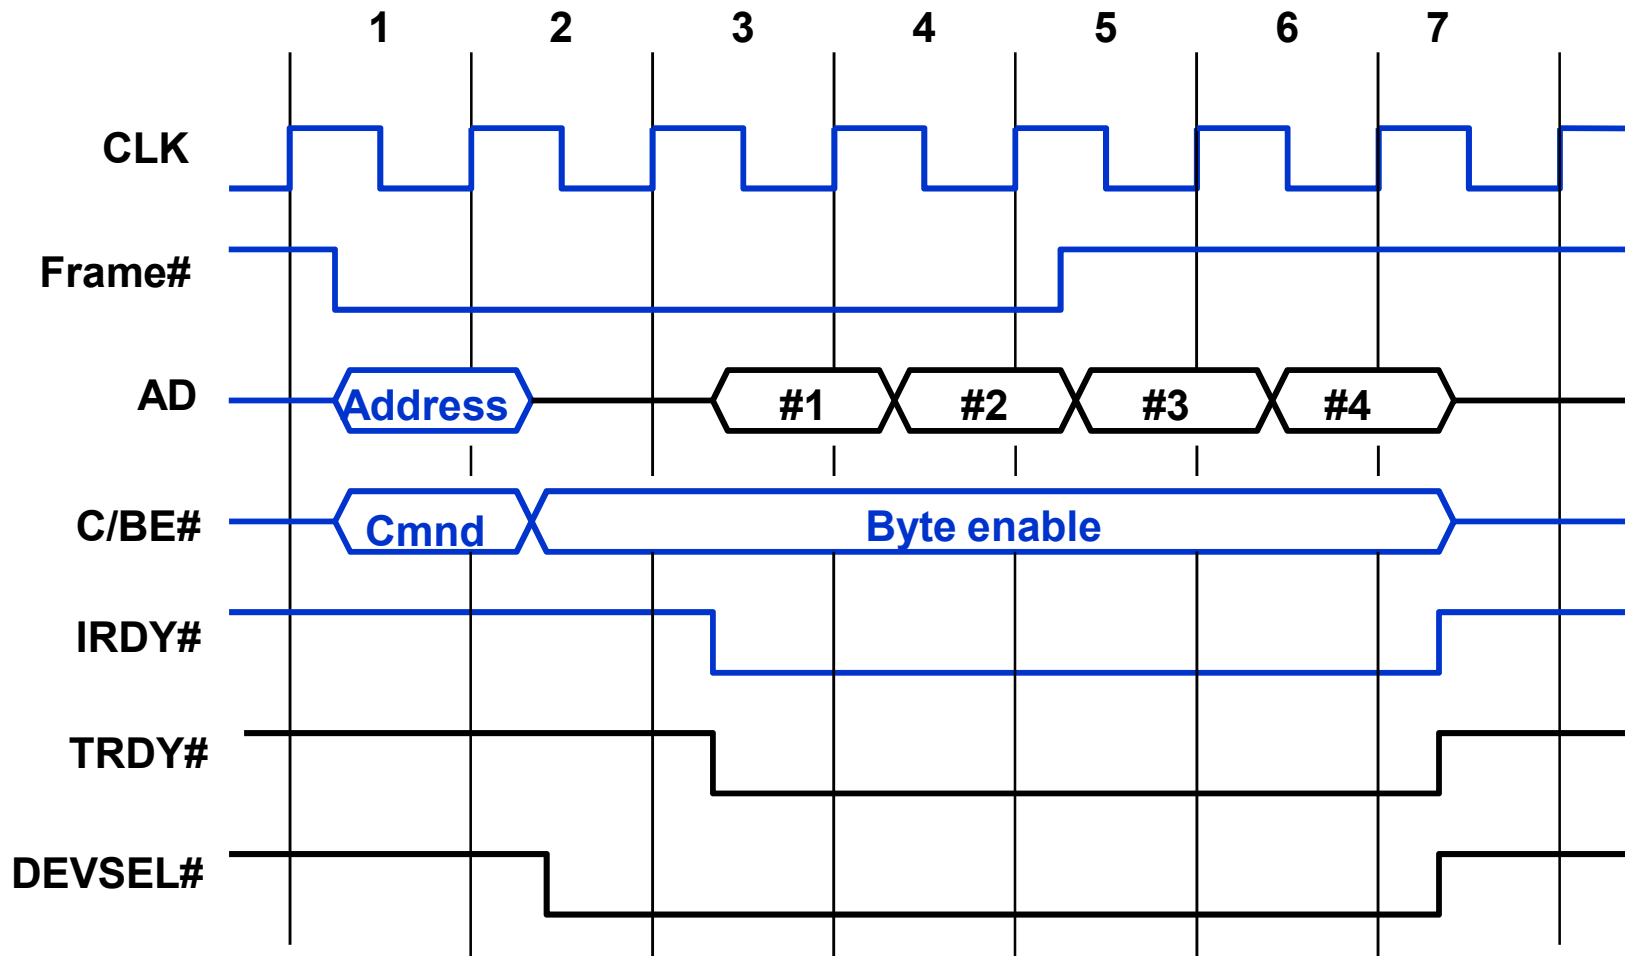 1 2 3 4 5 6 7
CLK
Frame#
AD Address #1 #2 #3 #4
C/BE# Cmnd Byte enable
IRDY#
TRDY#
DEVSEL#